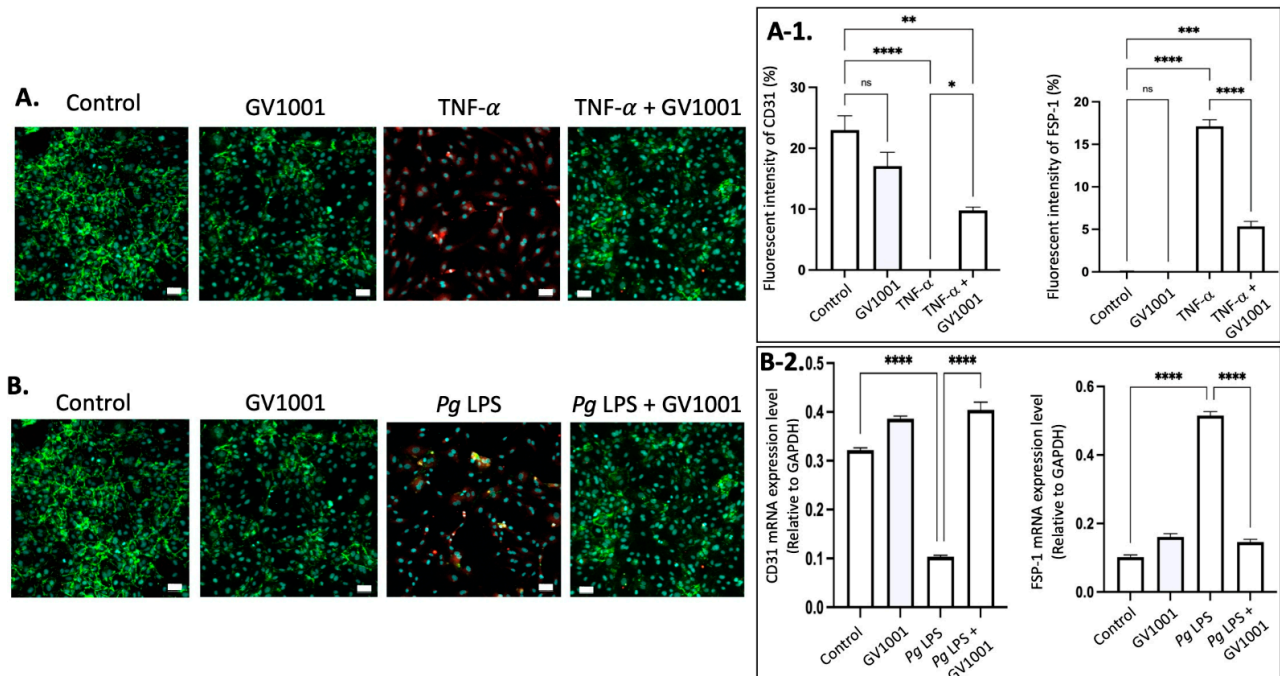 A.
Control
GV1001
TNF-α
TNF-α + GV1001
B.
Control
GV1001
Pg LPS
Pg LPS + GV1001
A-1.
Fluorescent intensity of CD31 (%)
30
20
10
0
**
****
ns
*
Control
GV1001
TNF-α
TNF-α +
GV1001
Fluorescent intensity of FSP-1 (%)
20
15
10
5
0
***
****
ns
****
Control
GV1001
TNF-α
TNF-α +
GV1001
B-2.
CD31 mRNA expression level
(Relative to GAPDH)
0.5
0.4
0.3
0.2
0.1
0.0
****
****
Control
GV1001
Pg LPS
Pg LPS +
GV1001
FSP-1 mRNA expression level
(Relative to GAPDH)
0.6
0.4
0.2
0.0
****
****
Control
GV1001
Pg LPS
Pg LPS +
GV1001